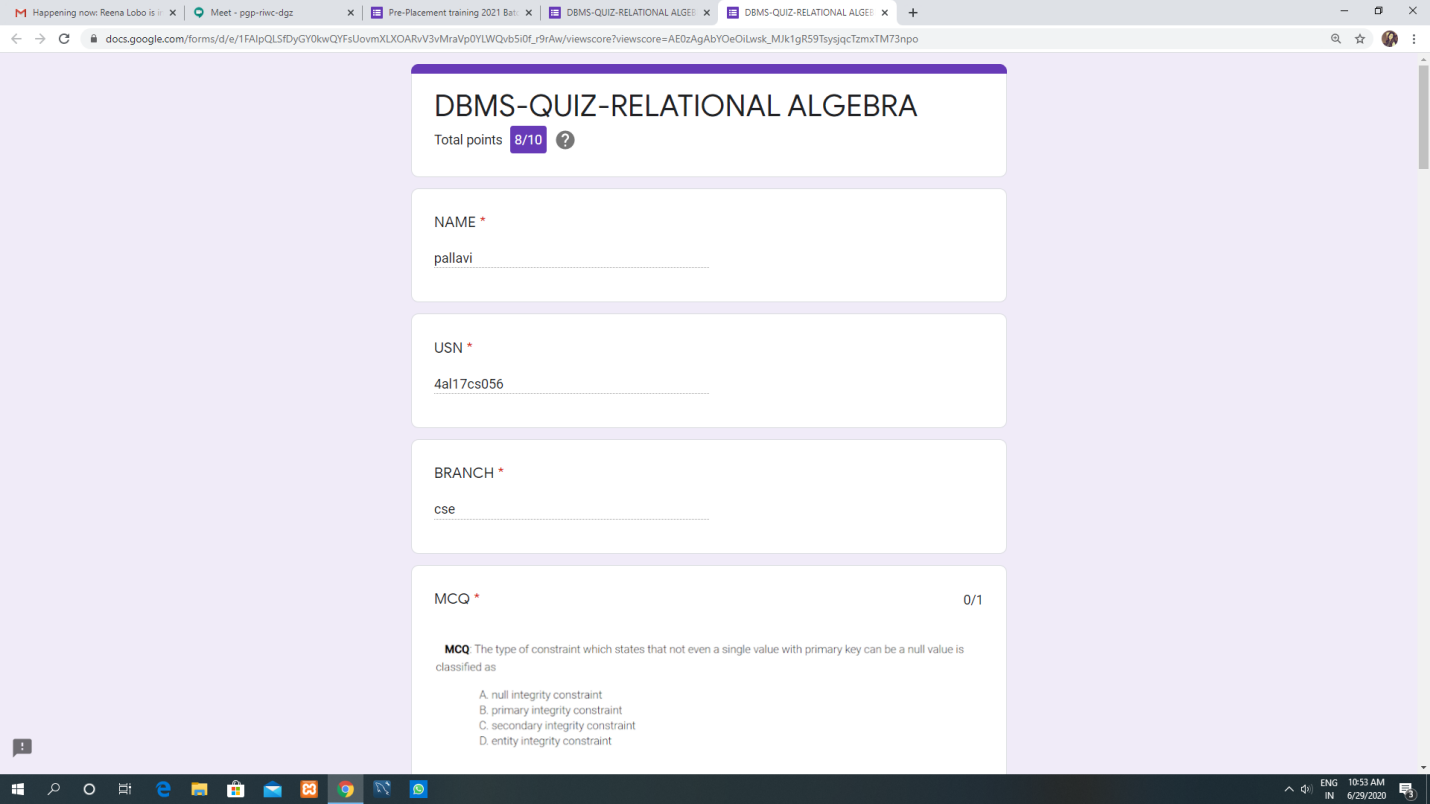 Happening now: Reena Lobo is in
Meet - pgp-riwc-dgz
Pre-Placement training 2021 Bat
DBMS-QUIZ-RELATIONAL ALGEB
DBMS-QUIZ-RELATIONAL ALGEB
docs.google.com/forms/d/e/1FAIpQLSfDyGY0kwQYFsUovmXLXOARvV3vMraVp0YLWQvb5i0f_r9rAw/viewscore?viewscore=AE0zAgAbYOeOiLwsk_MJk1gR59TsysjqcTzmxTM73npo
DBMS-QUIZ-RELATIONAL ALGEBRA
Total points 8/10 ?
NAME *
pallavi
USN *
4al17cs056
BRANCH *
cse
MCQ * 0/1
MCQ: The type of constraint which states that not even a single value with primary key can be a null value is
classified as
A. null integrity constraint
B. primary integrity constraint
C. secondary integrity constraint
D. entity integrity constraint
ENG 10:53 AM
IN 6/29/2020 3